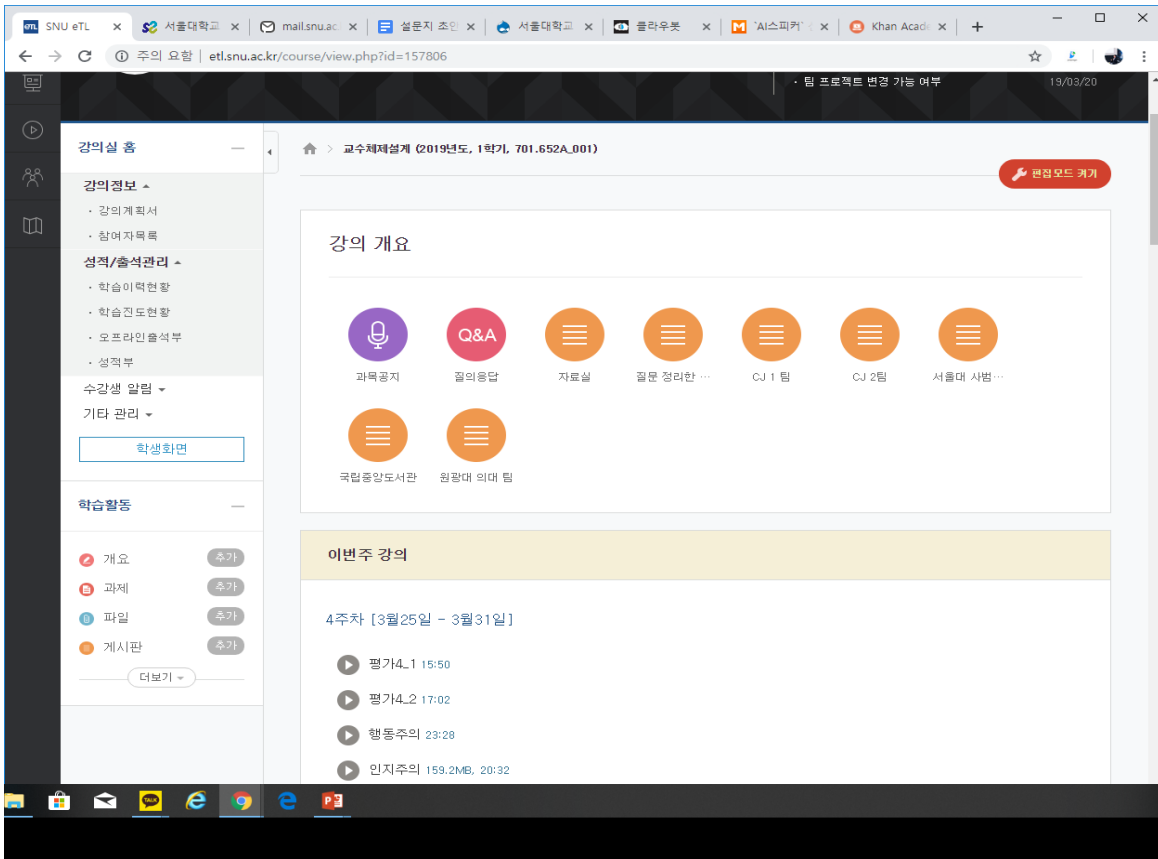 SNU eTL
서울대학교
mail.snu.ac
설문지 초안
서울대학교
클라우봇
'AI스피커'
Khan Acade
주의 요함 | etl.snu.ac.kr/course/view.php?id=157806
· 팀 프로젝트 변경 가능 여부
19/03/20
강의실 홈
교수체제설계 (2019년도, 1학기, 701.652A_001)
편집모드 켜기
강의정보
· 강의계획서
· 참여자목록
성적/출석관리
· 학습이력현황
· 학습진도현황
· 오프라인출석부
· 성적부
수강생 알림
기타 관리
학생화면
학습활동
개요 추가
과제 추가
파일 추가
게시판 추가
더보기
강의 개요
Q&A
과목공지
질의응답
자료실
질문 정리한 ...
CJ 1 팀
CJ 2팀
서울대 사범...
국립중앙도서관
원광대 의대 팀
이번주 강의
4주차 [3월25일 - 3월31일]
평가4_1 15:50
평가4_2 17:02
행동주의 23:28
인지주의 159.2MB, 20:32
TALK